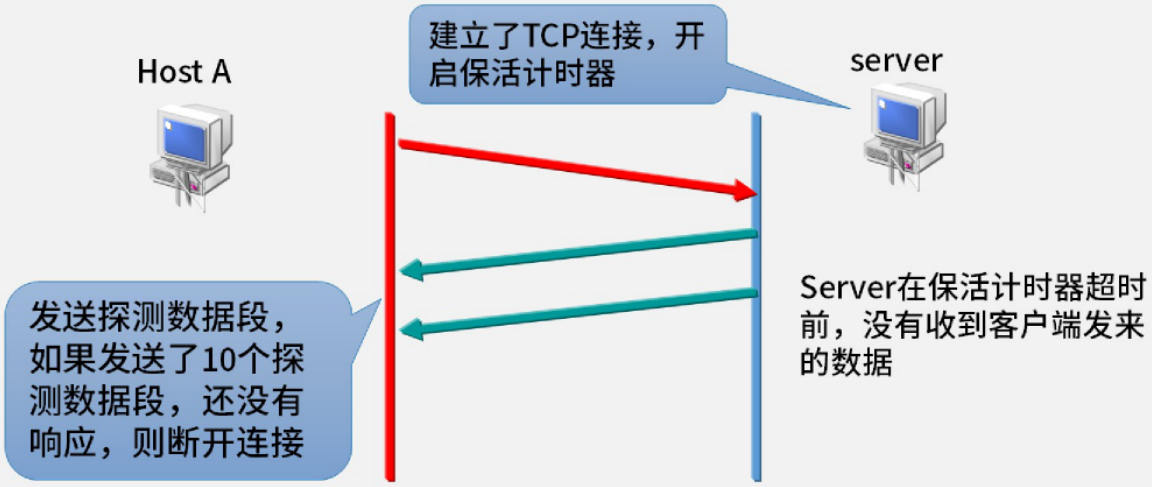 建立了TCP连接，开
启保活计时器
Host A
server
发送探测数据段，
如果发送了10个探
测数据段，还没有
响应，则断开连接
Server在保活计时器超时
前，没有收到客户端发来
的数据